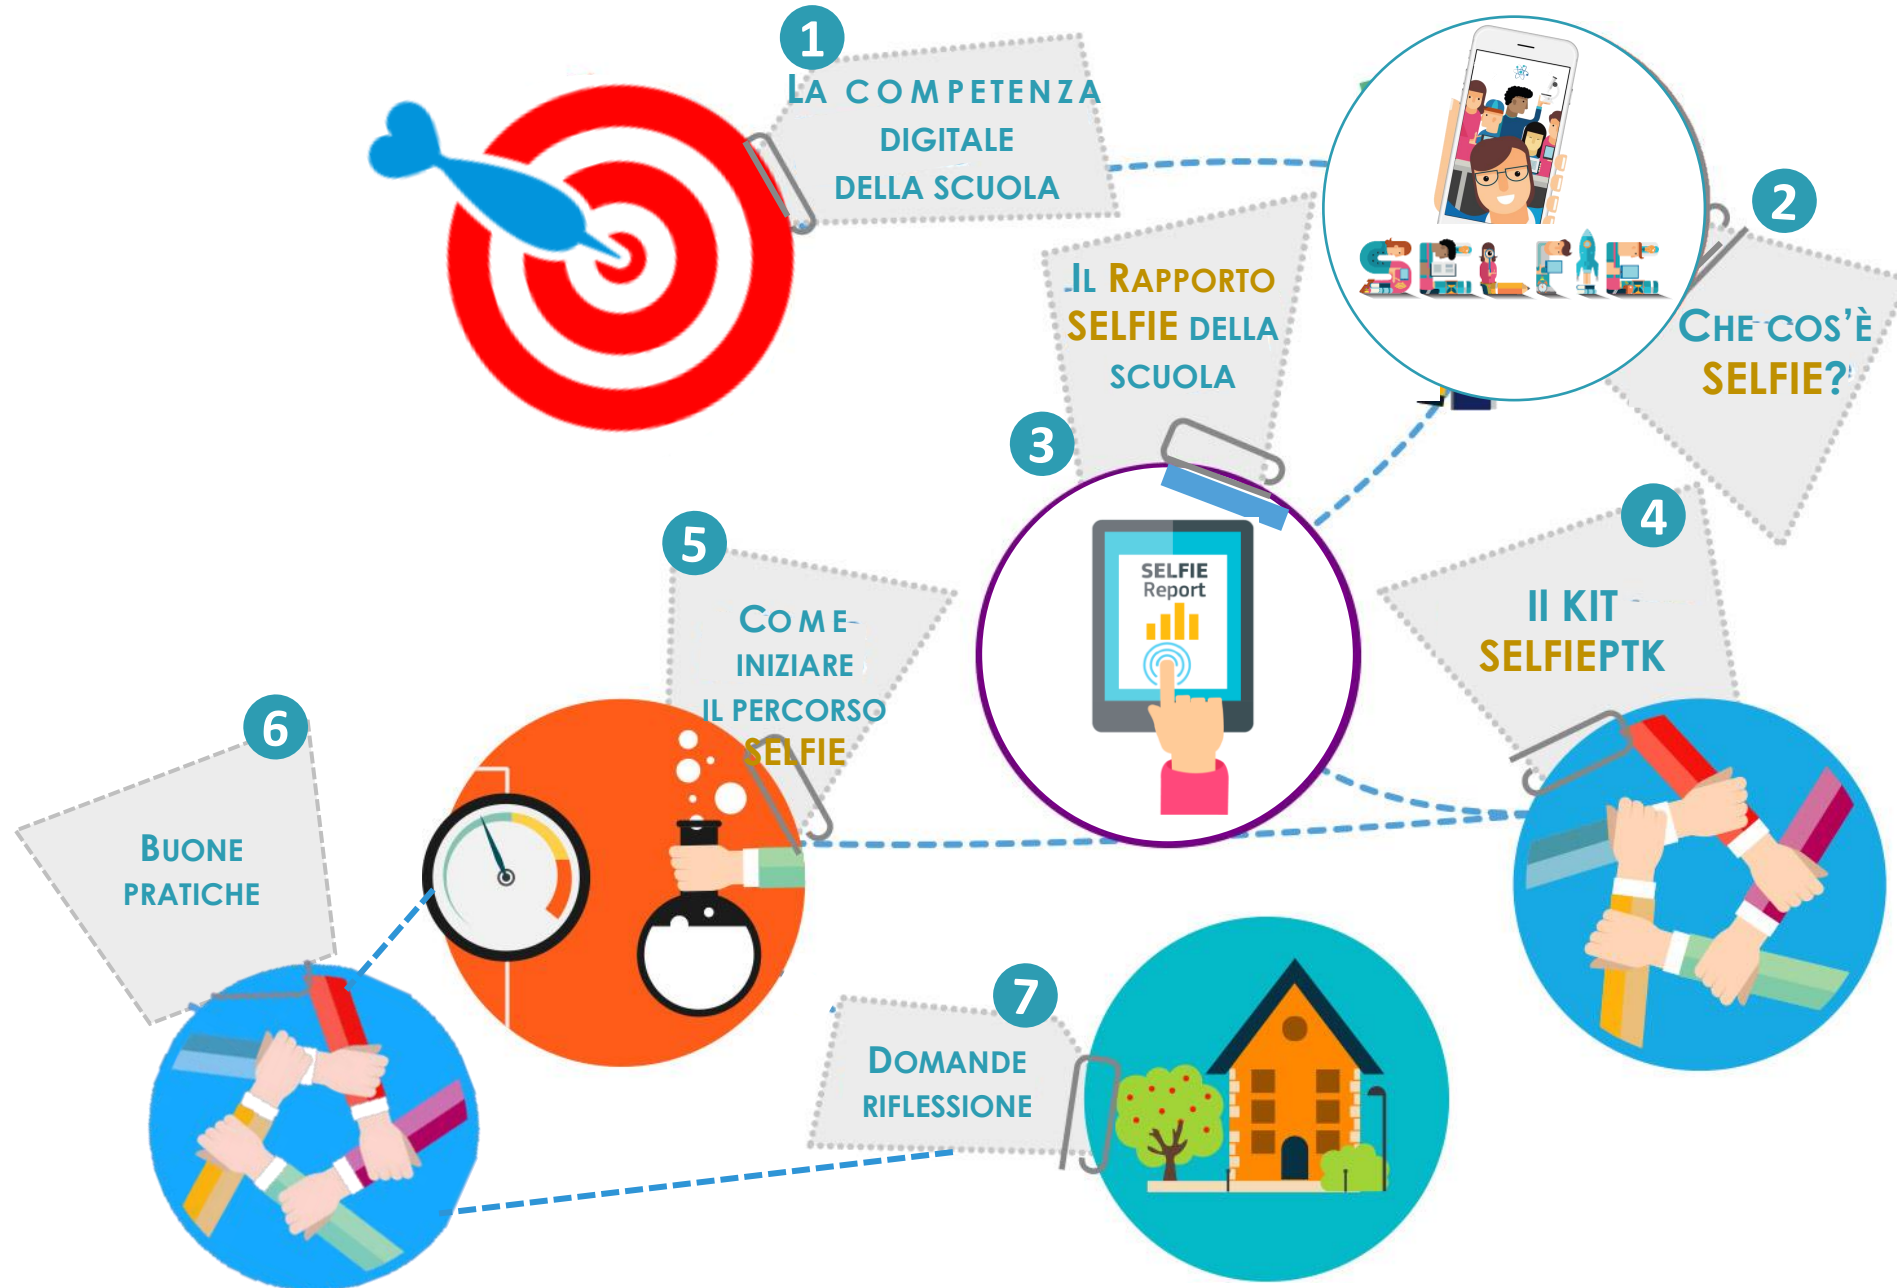 1
LA COMPETENZA
DIGITALE
DELLA SCUOLA
SELFIE
2
CHE COS'È
SELFIE?
3
IL RAPPORTO
SELFIE DELLA
SCUOLA
SELFIE
Report
4
Il KIT
SELFIEPTK
5
COME
INIZIARE
IL PERCORSO
SELFIE
6
BUONE
PRATICHE
7
DOMANDE
RIFLESSIONE